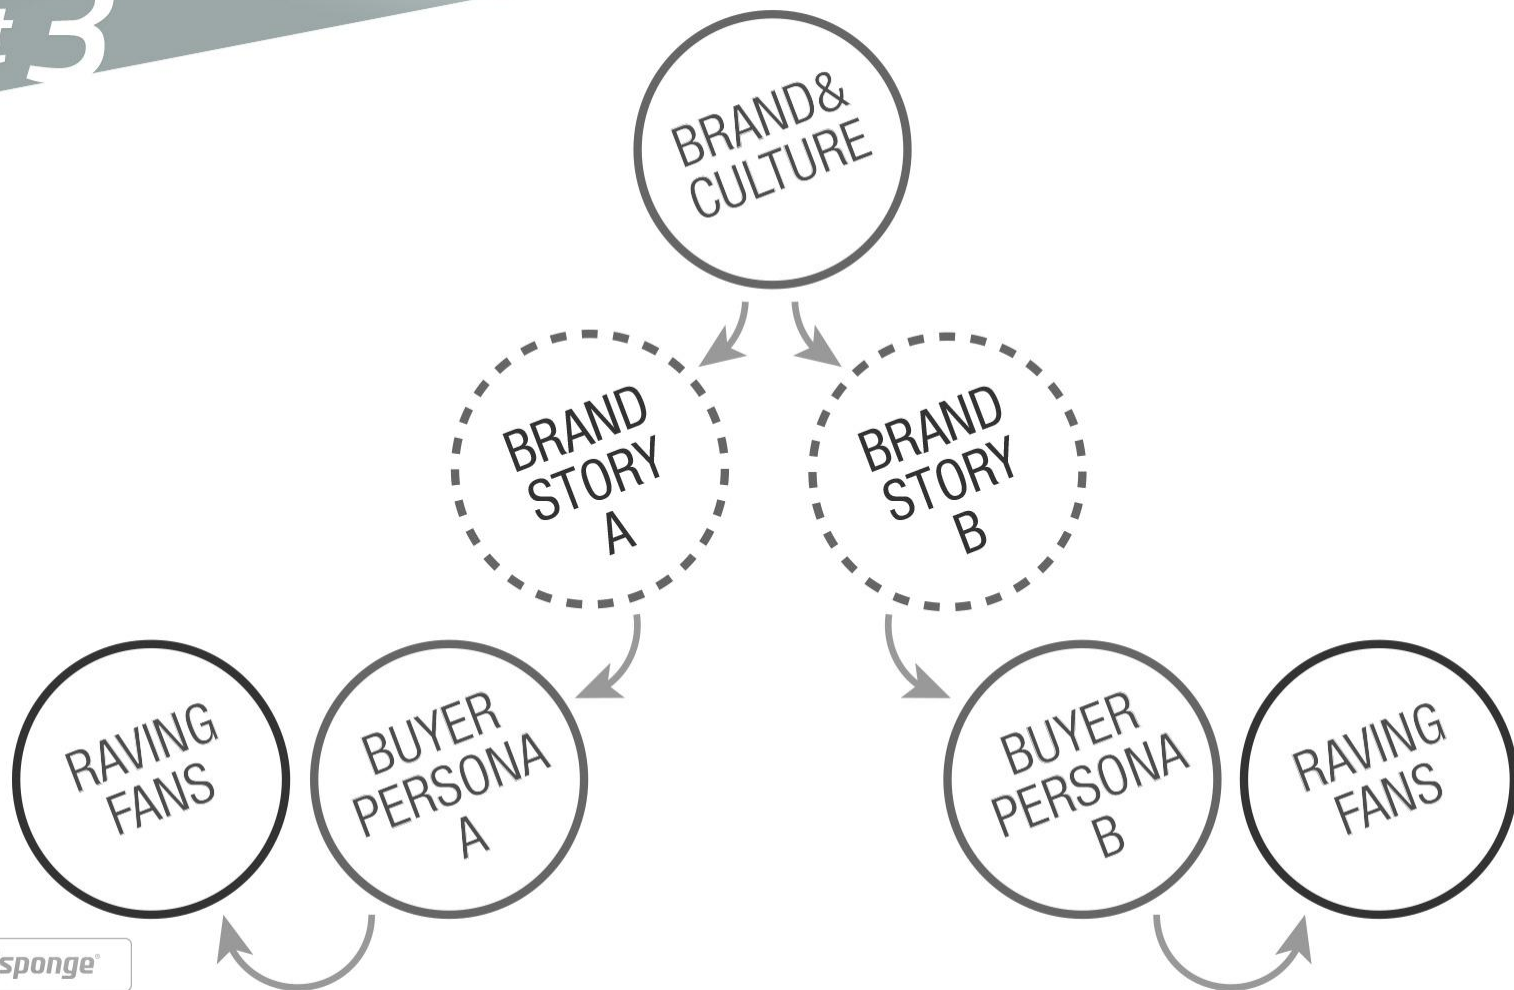 #3
BRAND&
CULTURE
BRAND
STORY
A
BRAND
STORY
B
RAVING
FANS
BUYER
PERSONA
A
BUYER
PERSONA
B
RAVING
FANS
sponge®